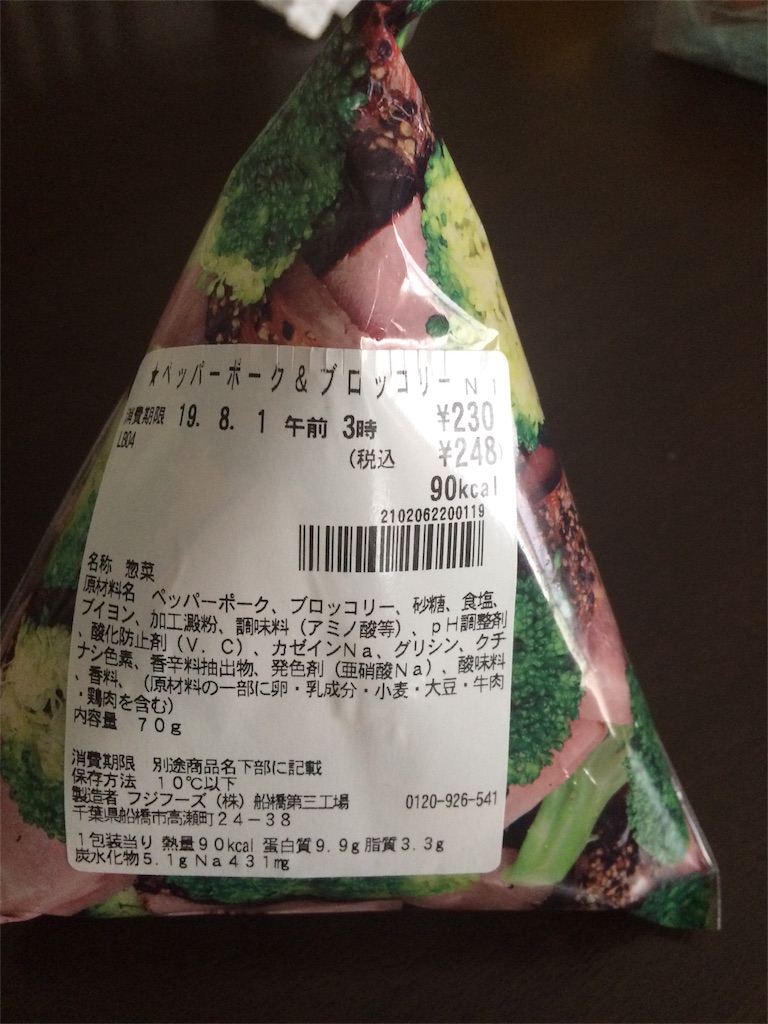 ★ペッパーポーク＆ブロッコリーN1
消費期限 19. 8. 1 午前 3時 ¥230
LB04
(税込 ¥248)
90kcal
2102062200119
名称 惣菜
原材料名 ペッパーポーク、ブロッコリー、砂糖、食塩、
ブイヨン、加工澱粉、調味料（アミノ酸等）、pH調整剤
、酸化防止剤（V．C）、カゼインNa、グリシン、クチ
ナシ色素、香辛料抽出物、発色剤（亜硝酸Na）、酸味料
、香料、（原材料の一部に卵・乳成分・小麦・大豆・牛肉
・鶏肉を含む）
内容量 70g
消費期限 別途商品名下部に記載
保存方法 10℃以下
製造者 フジフーズ（株）船橋第三工場 0120-926-541
千葉県船橋市高瀬町24－38
1包装当り 熱量90kcal 蛋白質9.9g 脂質3.3g
炭水化物5.1g Na431mg